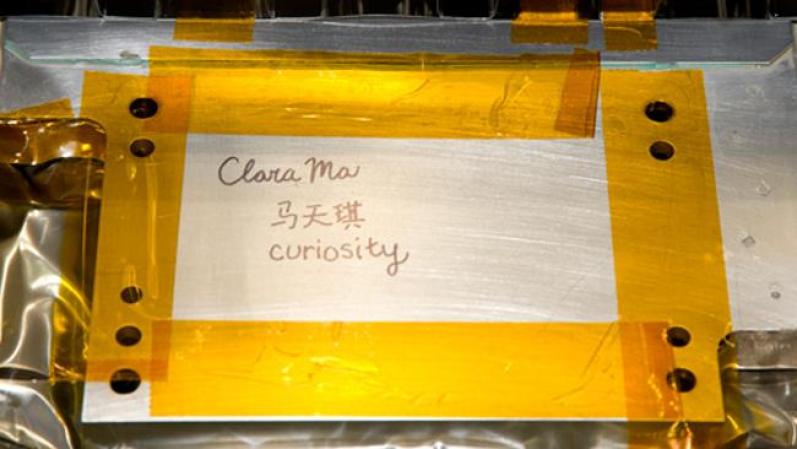 Clara Ma
马天琪
curiosity